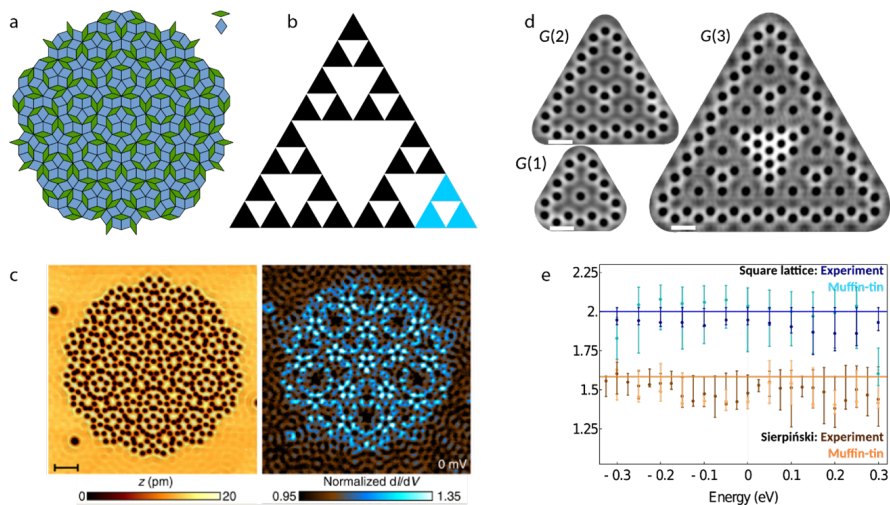 a
b
c
z (pm)
0
20
0 mV
Normalized dI/dV
0.95
1.35
d
G(2)
G(3)
G(1)
e
2.25
2.
1.75
1.5
1.25
Square lattice: Experiment
Muffin-tin
Sierpiński: Experiment
Muffin-tin
- 0.3 - 0.2 - 0.1 0 0.1 0.2 0.3
Energy (eV)